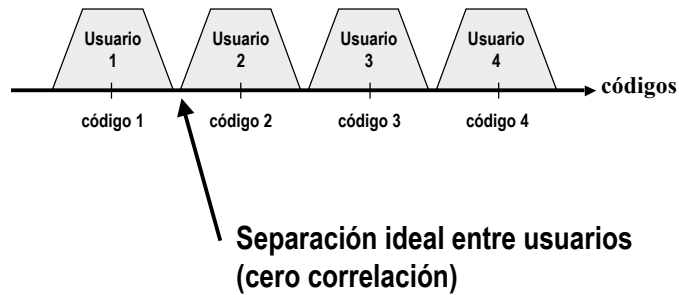 Usuario
1
Usuario
2
Usuario
3
Usuario
4
códigos
código 1
código 2
código 3
código 4
Separación ideal entre usuarios
(cero correlación)